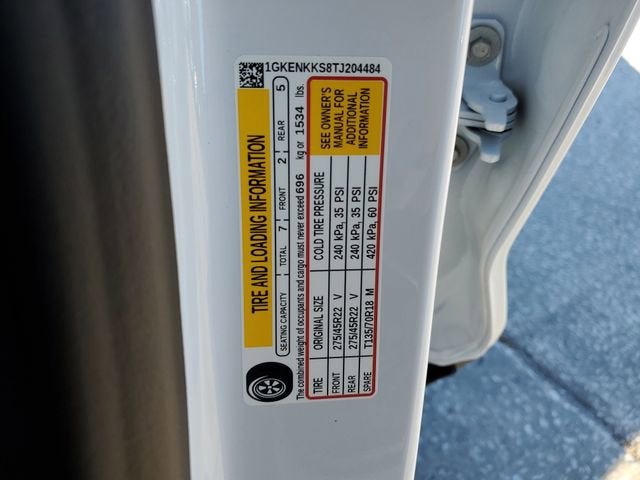 1GKENKKS8TJ204484
TIRE AND LOADING INFORMATION
SEATING CAPACITY TOTAL 7 FRONT 2 REAR 5
The combined weight of occupants and cargo must never exceed 696 kg or 1534 lbs.
TIRE ORIGINAL SIZE COLD TIRE PRESSURE
FRONT 275/45R22 V 240 kPa, 35 PSI
REAR 275/45R22 V 240 kPa, 35 PSI
SPARE T135/70R18 M 420 kPa, 60 PSI
SEE OWNER'S
MANUAL FOR
ADDITIONAL
INFORMATION